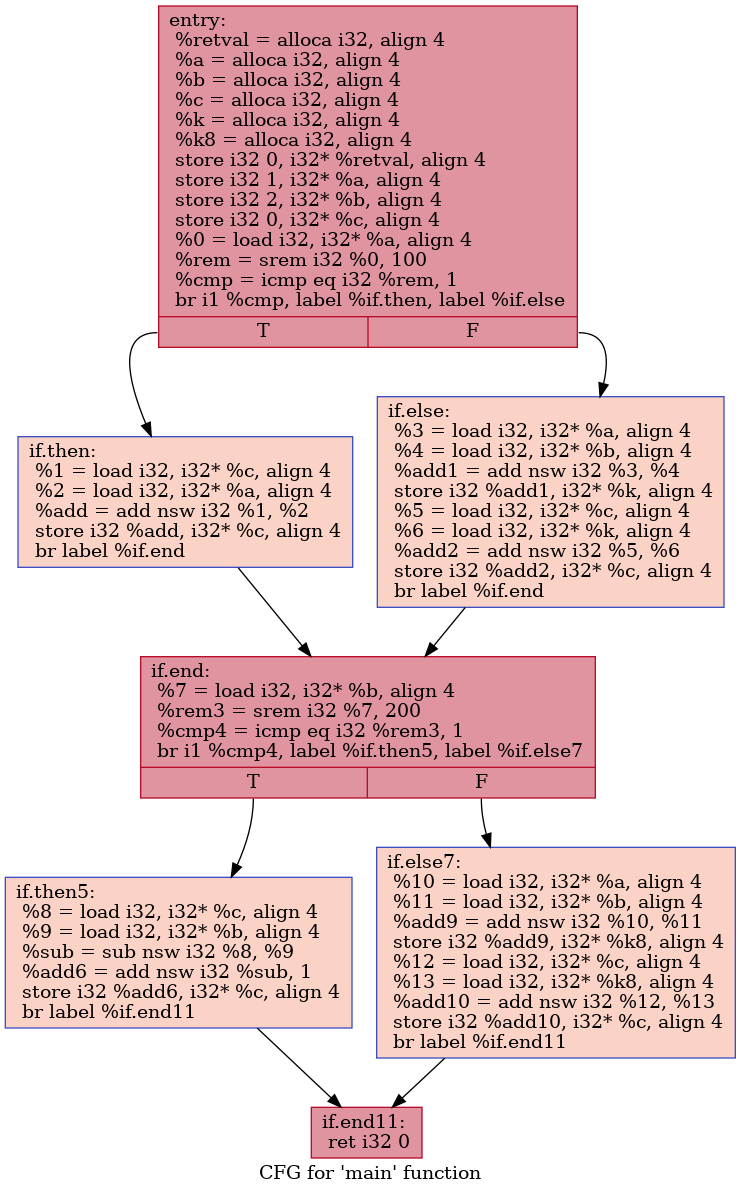 entry:
%retval = alloca i32, align 4
%a = alloca i32, align 4
%b = alloca i32, align 4
%c = alloca i32, align 4
%k = alloca i32, align 4
%k8 = alloca i32, align 4
store i32 0, i32* %retval, align 4
store i32 1, i32* %a, align 4
store i32 2, i32* %b, align 4
store i32 0, i32* %c, align 4
%0 = load i32, i32* %a, align 4
%rem = srem i32 %0, 100
%cmp = icmp eq i32 %rem, 1
br i1 %cmp, label %if.then, label %if.else
T
F
if.then:
%1 = load i32, i32* %c, align 4
%2 = load i32, i32* %a, align 4
%add = add nsw i32 %1, %2
store i32 %add, i32* %c, align 4
br label %if.end
if.else:
%3 = load i32, i32* %a, align 4
%4 = load i32, i32* %b, align 4
%add1 = add nsw i32 %3, %4
store i32 %add1, i32* %k, align 4
%5 = load i32, i32* %c, align 4
%6 = load i32, i32* %k, align 4
%add2 = add nsw i32 %5, %6
store i32 %add2, i32* %c, align 4
br label %if.end
if.end:
%7 = load i32, i32* %b, align 4
%rem3 = srem i32 %7, 200
%cmp4 = icmp eq i32 %rem3, 1
br i1 %cmp4, label %if.then5, label %if.else7
T
F
if.then5:
%8 = load i32, i32* %c, align 4
%9 = load i32, i32* %b, align 4
%sub = sub nsw i32 %8, %9
%add6 = add nsw i32 %sub, 1
store i32 %add6, i32* %c, align 4
br label %if.end11
if.else7:
%10 = load i32, i32* %a, align 4
%11 = load i32, i32* %b, align 4
%add9 = add nsw i32 %10, %11
store i32 %add9, i32* %k8, align 4
%12 = load i32, i32* %c, align 4
%13 = load i32, i32* %k8, align 4
%add10 = add nsw i32 %12, %13
store i32 %add10, i32* %c, align 4
br label %if.end11
if.end11:
ret i32 0
CFG for 'main' function